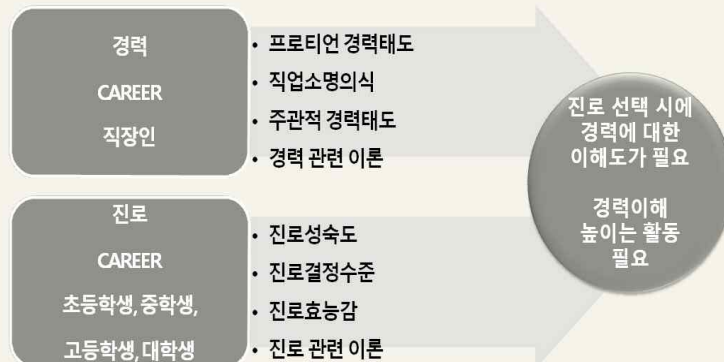 경력
CAREER
직장인
• 프로티언 경력태도
• 직업소명의식
• 주관적 경력태도
• 경력 관련 이론
진로
CAREER
초등학생, 중학생,
고등학생, 대학생
• 진로성숙도
• 진로결정수준
• 진로효능감
• 진로 관련 이론
진로 선택 시에
경력에 대한
이해도가 필요
경력이해
높이는 활동
필요